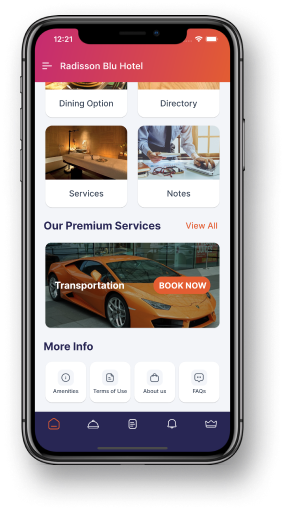 12:21
Radisson Blu Hotel
Dining Option
Directory
Services
Notes
Our Premium Services
View All
Transportation
BOOK NOW
More Info
Amenities
Terms of Use
About us
FAQs